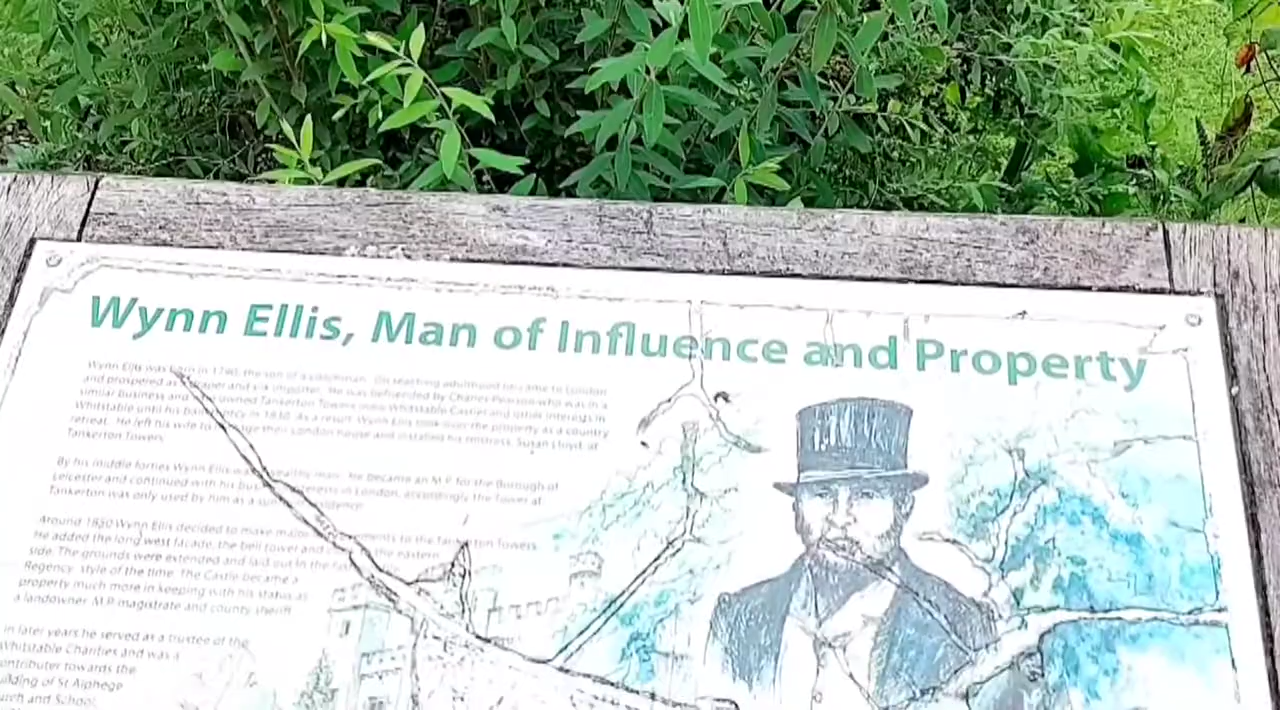 Wynn Ellis, Man of Influence and Property
Wynn Ellis was born in 1790, the son of a yeoman. On reaching adulthood he came to London
and prospered as and silk importer. He was befriended by Charles Pearson who was in a
similar business and owned Tankerton Towers (now Whitstable Castle) and other interests in
Whitstable until his bankruptcy in As a result Wynn Ellis took over the property as a country
retreat. He left his wife to manage their London house and installed his mistress, Susan Lloyd, at
Tankerton Towers.
By his middle forties Wynn Ellis was a wealthy man. He became an M.P. for the Borough of
Leicester and continued with his business interests in London, accordingly, the Tower at
Tankerton was only used by him as a residence.
Around Wynn Ellis decided to make major to the Tankerton Towers.
He added the long west facade, the bell tower and the eastern
side. The grounds were extended and laid out in the
Regency style of the time. The Castle became a
property much more in keeping with his status as
a landowner M.P. magistrate and county sheriff.
In later years he served as a trustee of the
Whitstable Charities and was a
contributer towards the
uilding of St Alphege
urch and School.